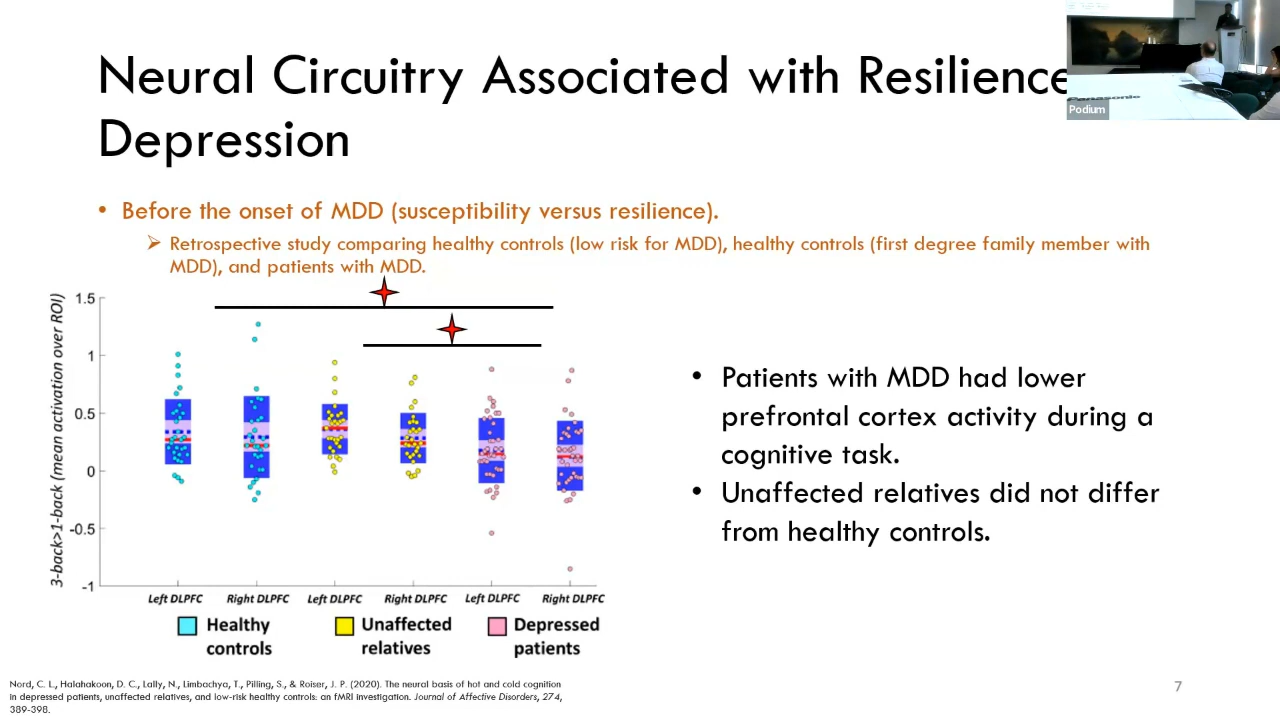 Neural Circuitry Associated with Resilience
Depression
• Before the onset of MDD (susceptibility versus resilience).
➢ Retrospective study comparing healthy controls (low risk for MDD), healthy controls (first degree family member with
MDD), and patients with MDD.
3-back>1-back (mean activation over ROI)
1.5
1
0.5
0
-0.5
-1
Left DLPFC Right DLPFC Left DLPFC Right DLPFC Left DLPFC Right DLPFC
Healthy
controls
Unaffected
relatives
Depressed
patients
• Patients with MDD had lower
prefrontal cortex activity during a
cognitive task.
• Unaffected relatives did not differ
from healthy controls.
Nord, C. L., Halahakoon, D. C., Lally, N., Limbachya, T., Pilling, S., & Roiser, J. P. (2020). The neural basis of hot and cold cognition
in depressed patients, unaffected relatives, and low-risk healthy controls: an fMRI investigation. Journal of Affective Disorders, 274,
389-398.
7
Panasonic
Podium